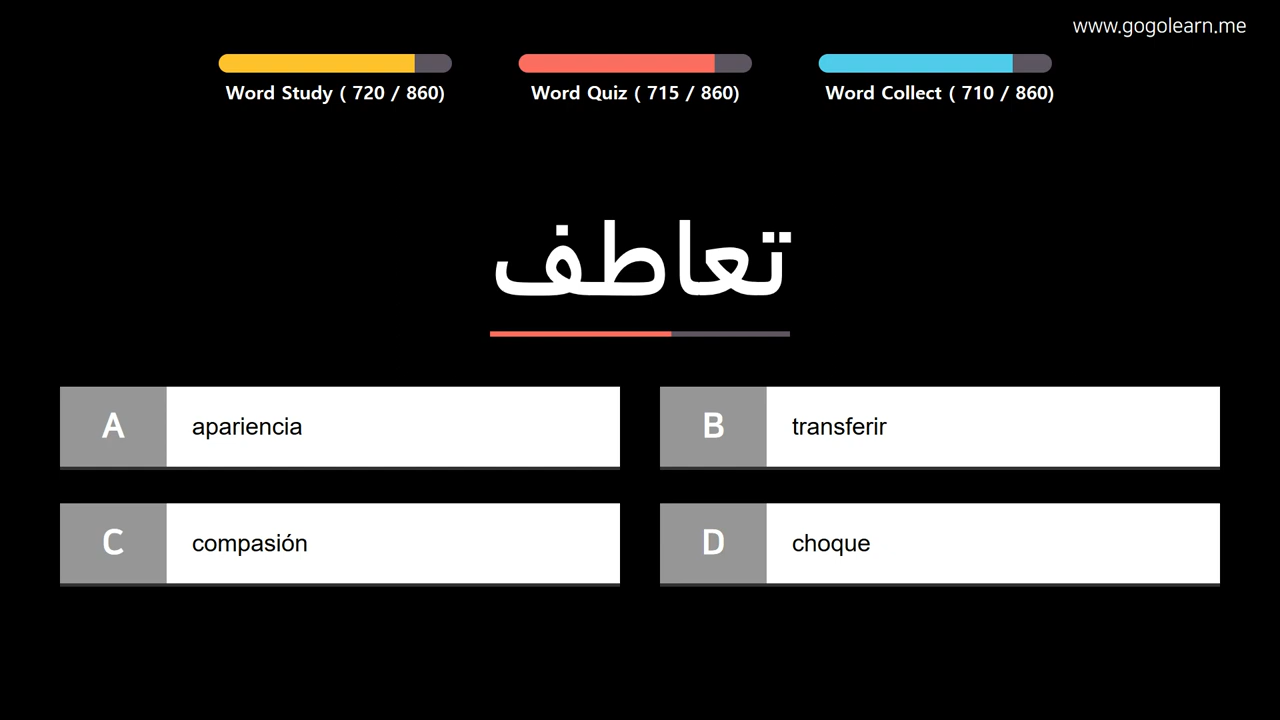 www.gogolearn.me
Word Study ( 720 / 860)
Word Quiz ( 715 / 860)
Word Collect ( 710 / 860)
تعاطف
A apariencia
B transferir
C compasión
D choque